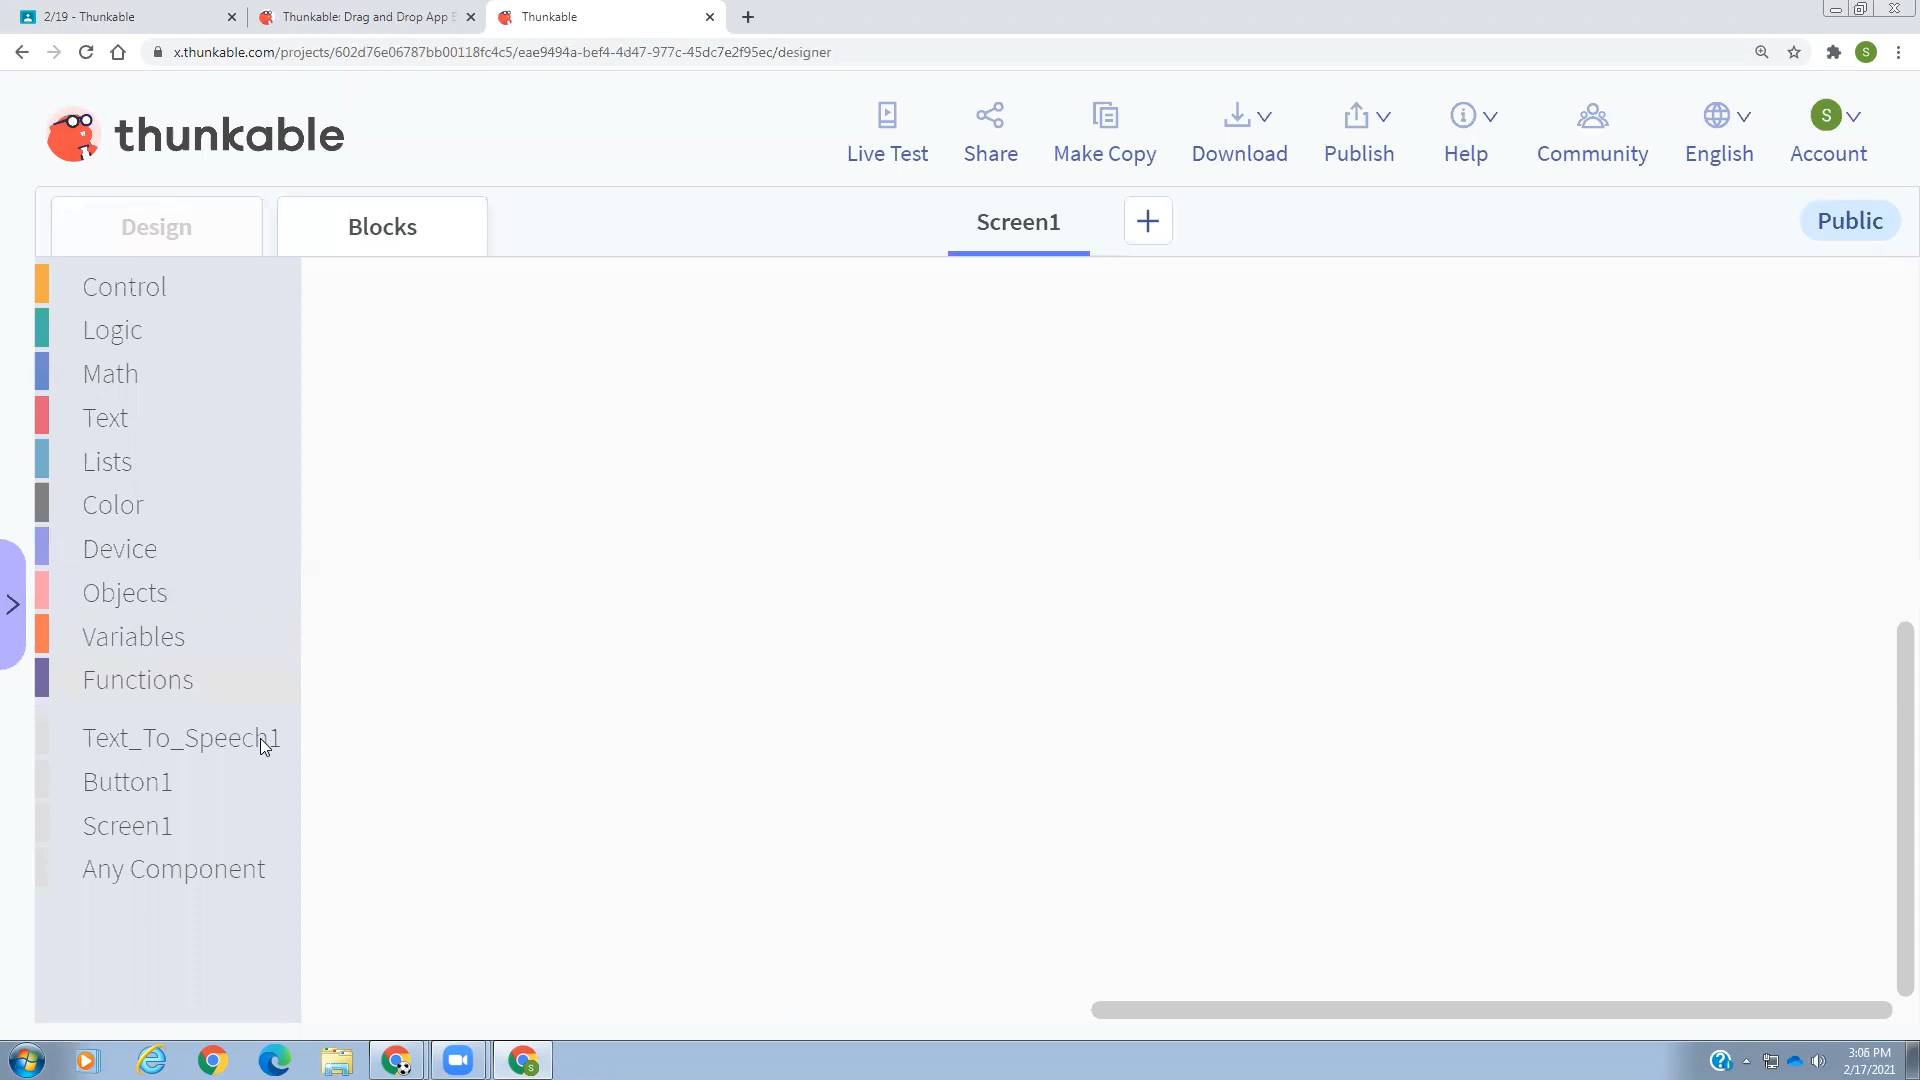 2/19 - Thunkable
Thunkable: Drag and Drop App E
Thunkable
x.thunkable.com/projects/602d76e06787bb00118fc4c5/eae9494a-bef4-4d47-977c-45dc7e2f95ec/designer
S
thunkable
Live Test
Share
Make Copy
Download
Publish
Help
Community
English
S
Account
Design
Blocks
Screen1
Public
Control
Logic
Math
Text
Lists
Color
Device
Objects
Variables
Functions
Text_To_Speech1
Button1
Screen1
Any Component
3:06 PM
2/17/2021